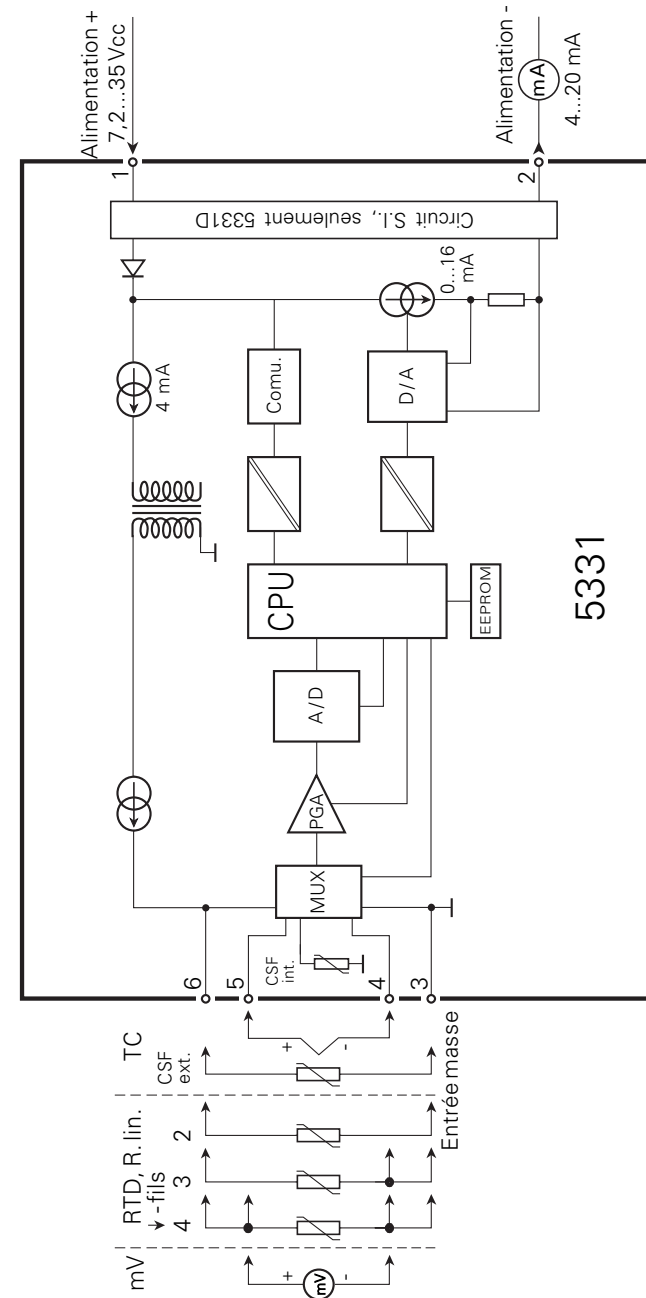 Alimentation +
7,2...35 Vcc
Alimentation -
mA
4...20 mA
1
2
Circuit S.I., seulement 5331D
0...16
mA
4 mA
Comu.
D/A
CPU
EEPROM
5331
A/D
PGA
MUX
CSF
int.
6
5
4
3
TC
CSF
ext.
+
-
Entrée masse
RTD, R. lin.
-fils
2
3
4
mV
+
mV
-